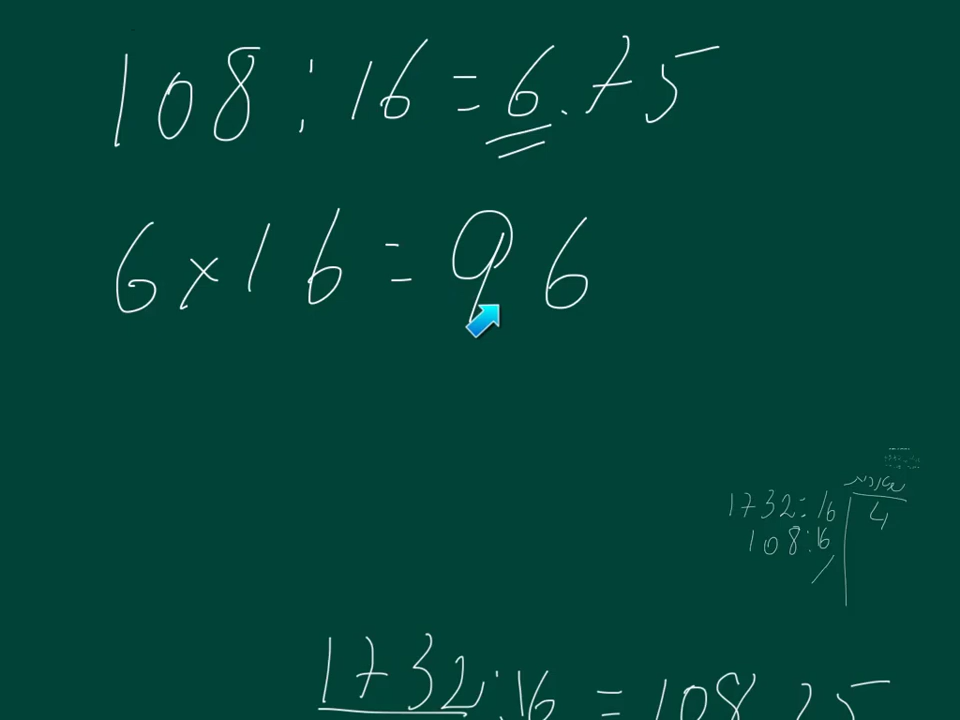 108 : 16 = 6.75
6 x 16 = 96
1732 : 16
4
108 : 16
1732 : 16 = 108.25